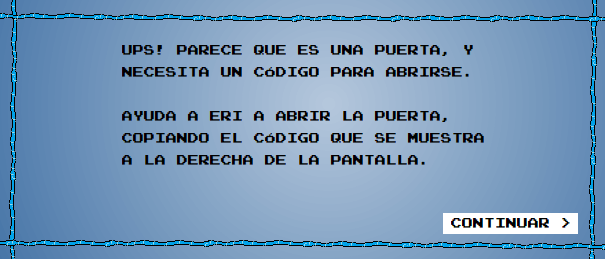 UPS! PARECE QUE ES UNA PUERTA, Y
NECESITA UN CóDIGO PARA ABRIRSE.
AYUDA A ERI A ABRIR LA PUERTA,
COPIANDO EL CóDIGO QUE SE MUESTRA
A LA DERECHA DE LA PANTALLA.
CONTINUAR >